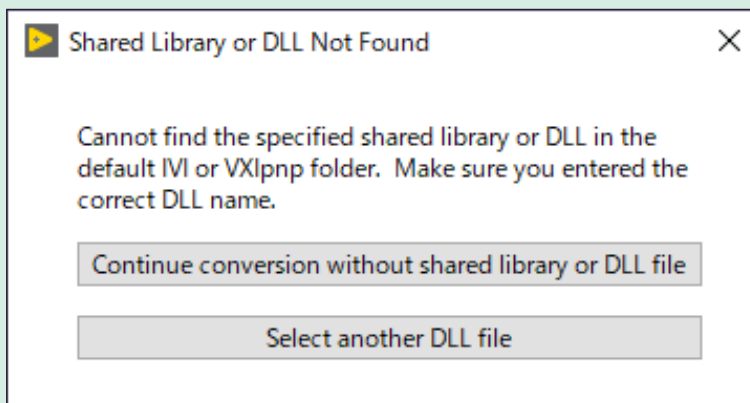 Shared Library or DLL Not Found
Cannot find the specified shared library or DLL in the
default IVI or VXIpnp folder.  Make sure you entered the
correct DLL name.
Continue conversion without shared library or DLL file
Select another DLL file